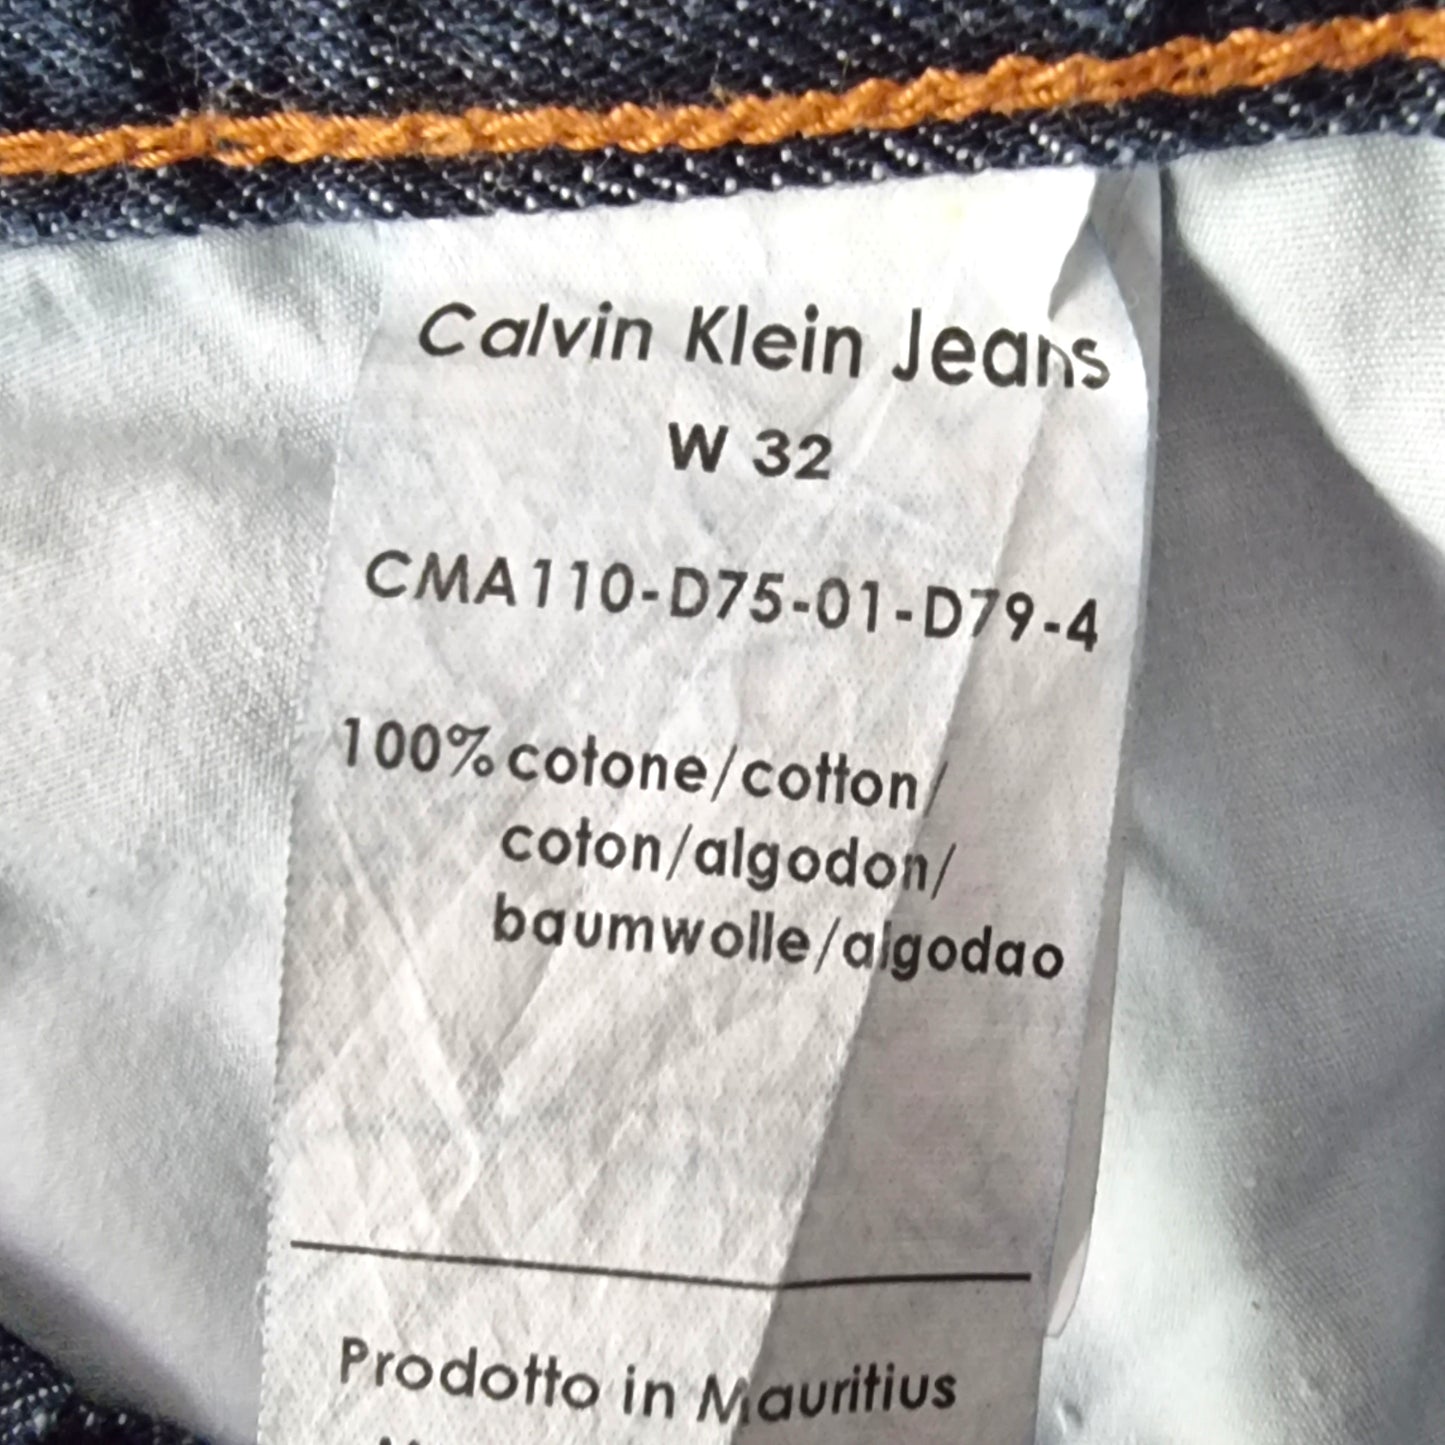 Calvin Klein Jeans
W 32
CMA110-D75-01-D79-4
100% cotone/cotton/
coton/algodon/
baumwolle/algodao
Prodotto in Mauritius